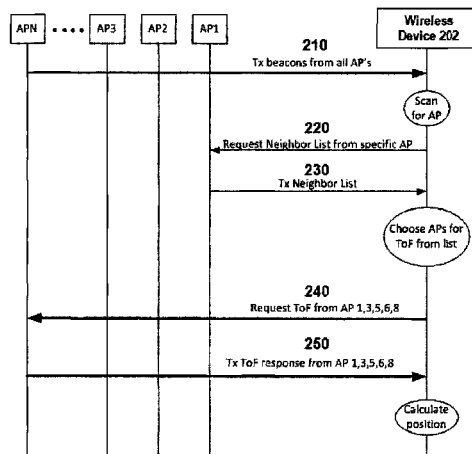 APN
AP3
AP2
AP1
Wireless
Device 202
210
Tx beacons from all AP's
Scan
for AP
220
Request Neighbor List from specific AP
230
Tx Neighbor List
Choose APs for
ToF from list
240
Request ToF from AP 1,3,5,6,8
250
Tx ToF response from AP 1,3,5,6,8
Calculate
position